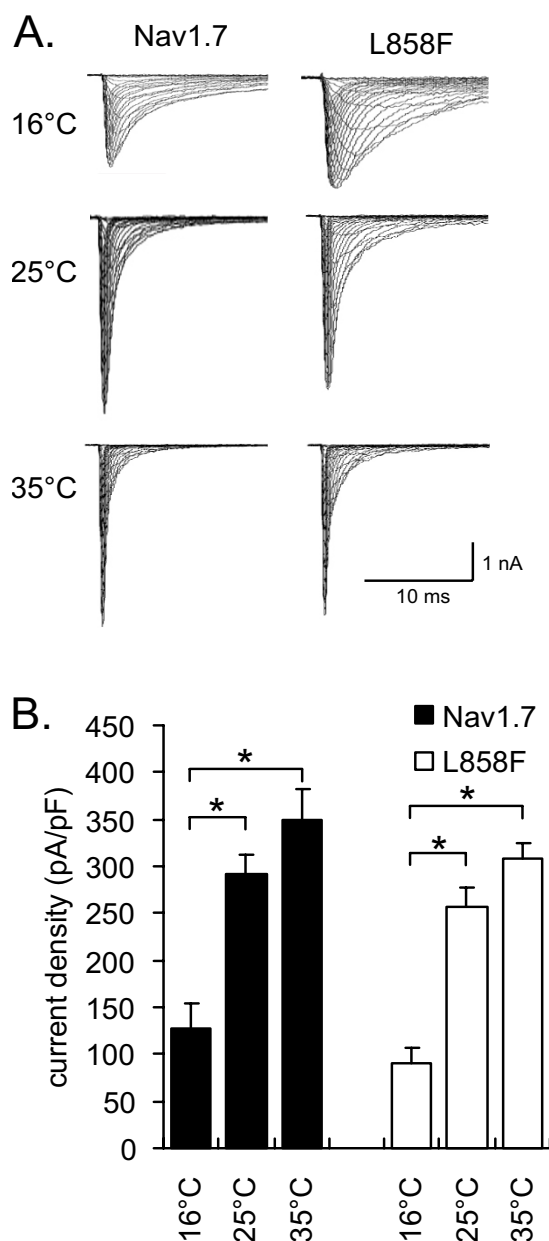 A.
Nav1.7
L858F
16°C
25°C
35°C
1 nA
10 ms
B.
Nav1.7
L858F
current density (pA/pF)
450
400
350
300
250
200
150
100
50
0
*
*
*
*
16°C
25°C
35°C
16°C
25°C
35°C